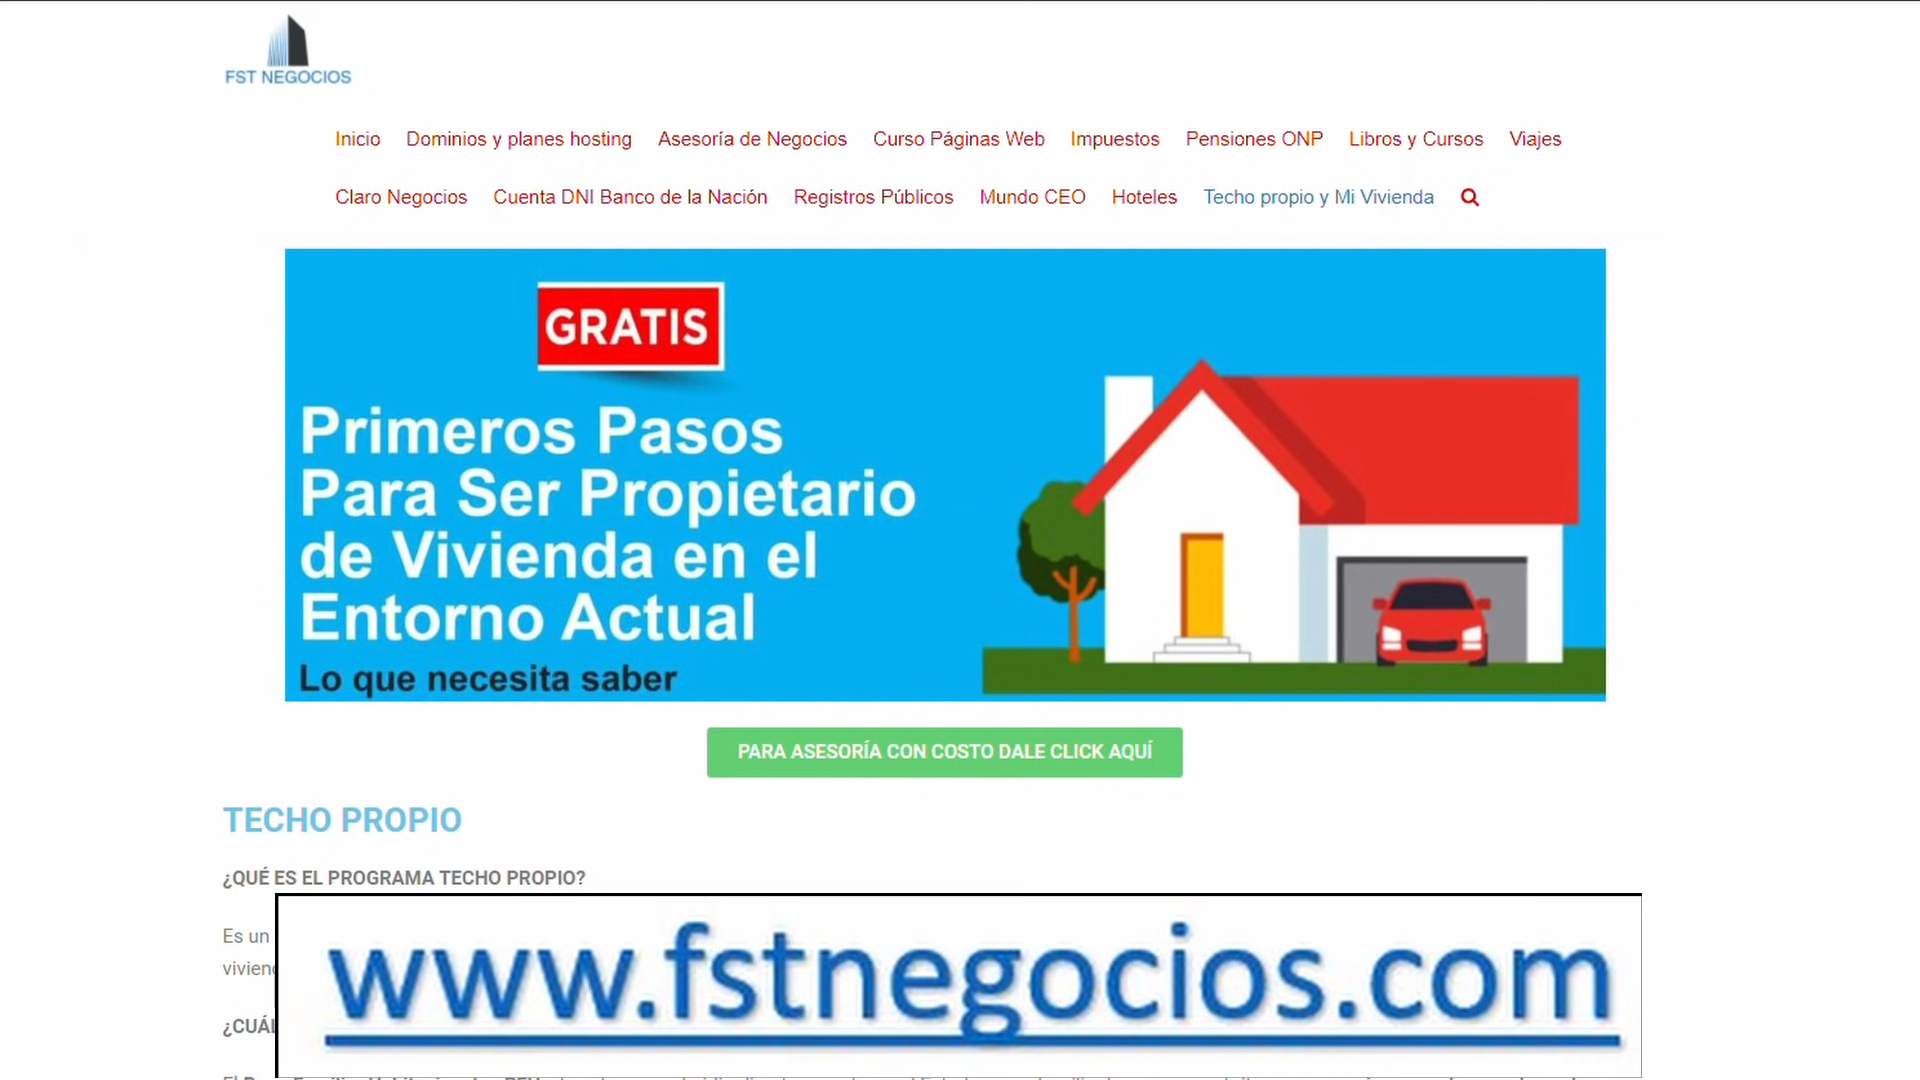 FST NEGOCIOS
Inicio Dominios y planes hosting Asesoría de Negocios Curso Páginas Web Impuestos Pensiones ONP Libros y Cursos Viajes
Claro Negocios Cuenta DNI Banco de la Nación Registros Públicos Mundo CEO Hoteles Techo propio y Mi Vivienda
GRATIS
Primeros Pasos
Para Ser Propietario
de Vivienda en el
Entorno Actual
Lo que necesita saber
PARA ASESORÍA CON COSTO DALE CLICK AQUÍ
TECHO PROPIO
¿QUÉ ES EL PROGRAMA TECHO PROPIO?
Es un
www.fstnegocios.com